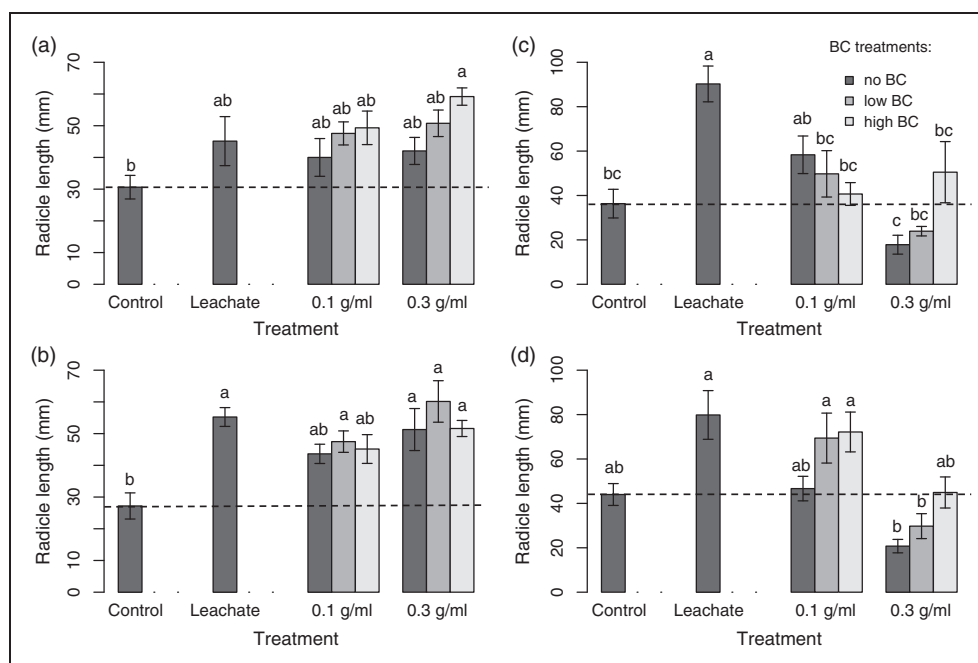 (a)
Radicle length (mm)
70
50
30
10
0
b
ab
ab
ab
ab
ab
ab
a
Control
Leachate
0.1 g/ml
0.3 g/ml
Treatment
(c)
BC treatments:
no BC
low BC
high BC
Radicle length (mm)
100
80
60
40
20
0
bc
a
ab
bc
bc
c
bc
bc
Control
Leachate
0.1 g/ml
0.3 g/ml
Treatment
(b)
Radicle length (mm)
70
50
30
10
0
b
a
ab
a
ab
a
a
a
Control
Leachate
0.1 g/ml
0.3 g/ml
Treatment
(d)
Radicle length (mm)
100
80
60
40
20
0
ab
a
ab
a
a
b
b
ab
Control
Leachate
0.1 g/ml
0.3 g/ml
Treatment